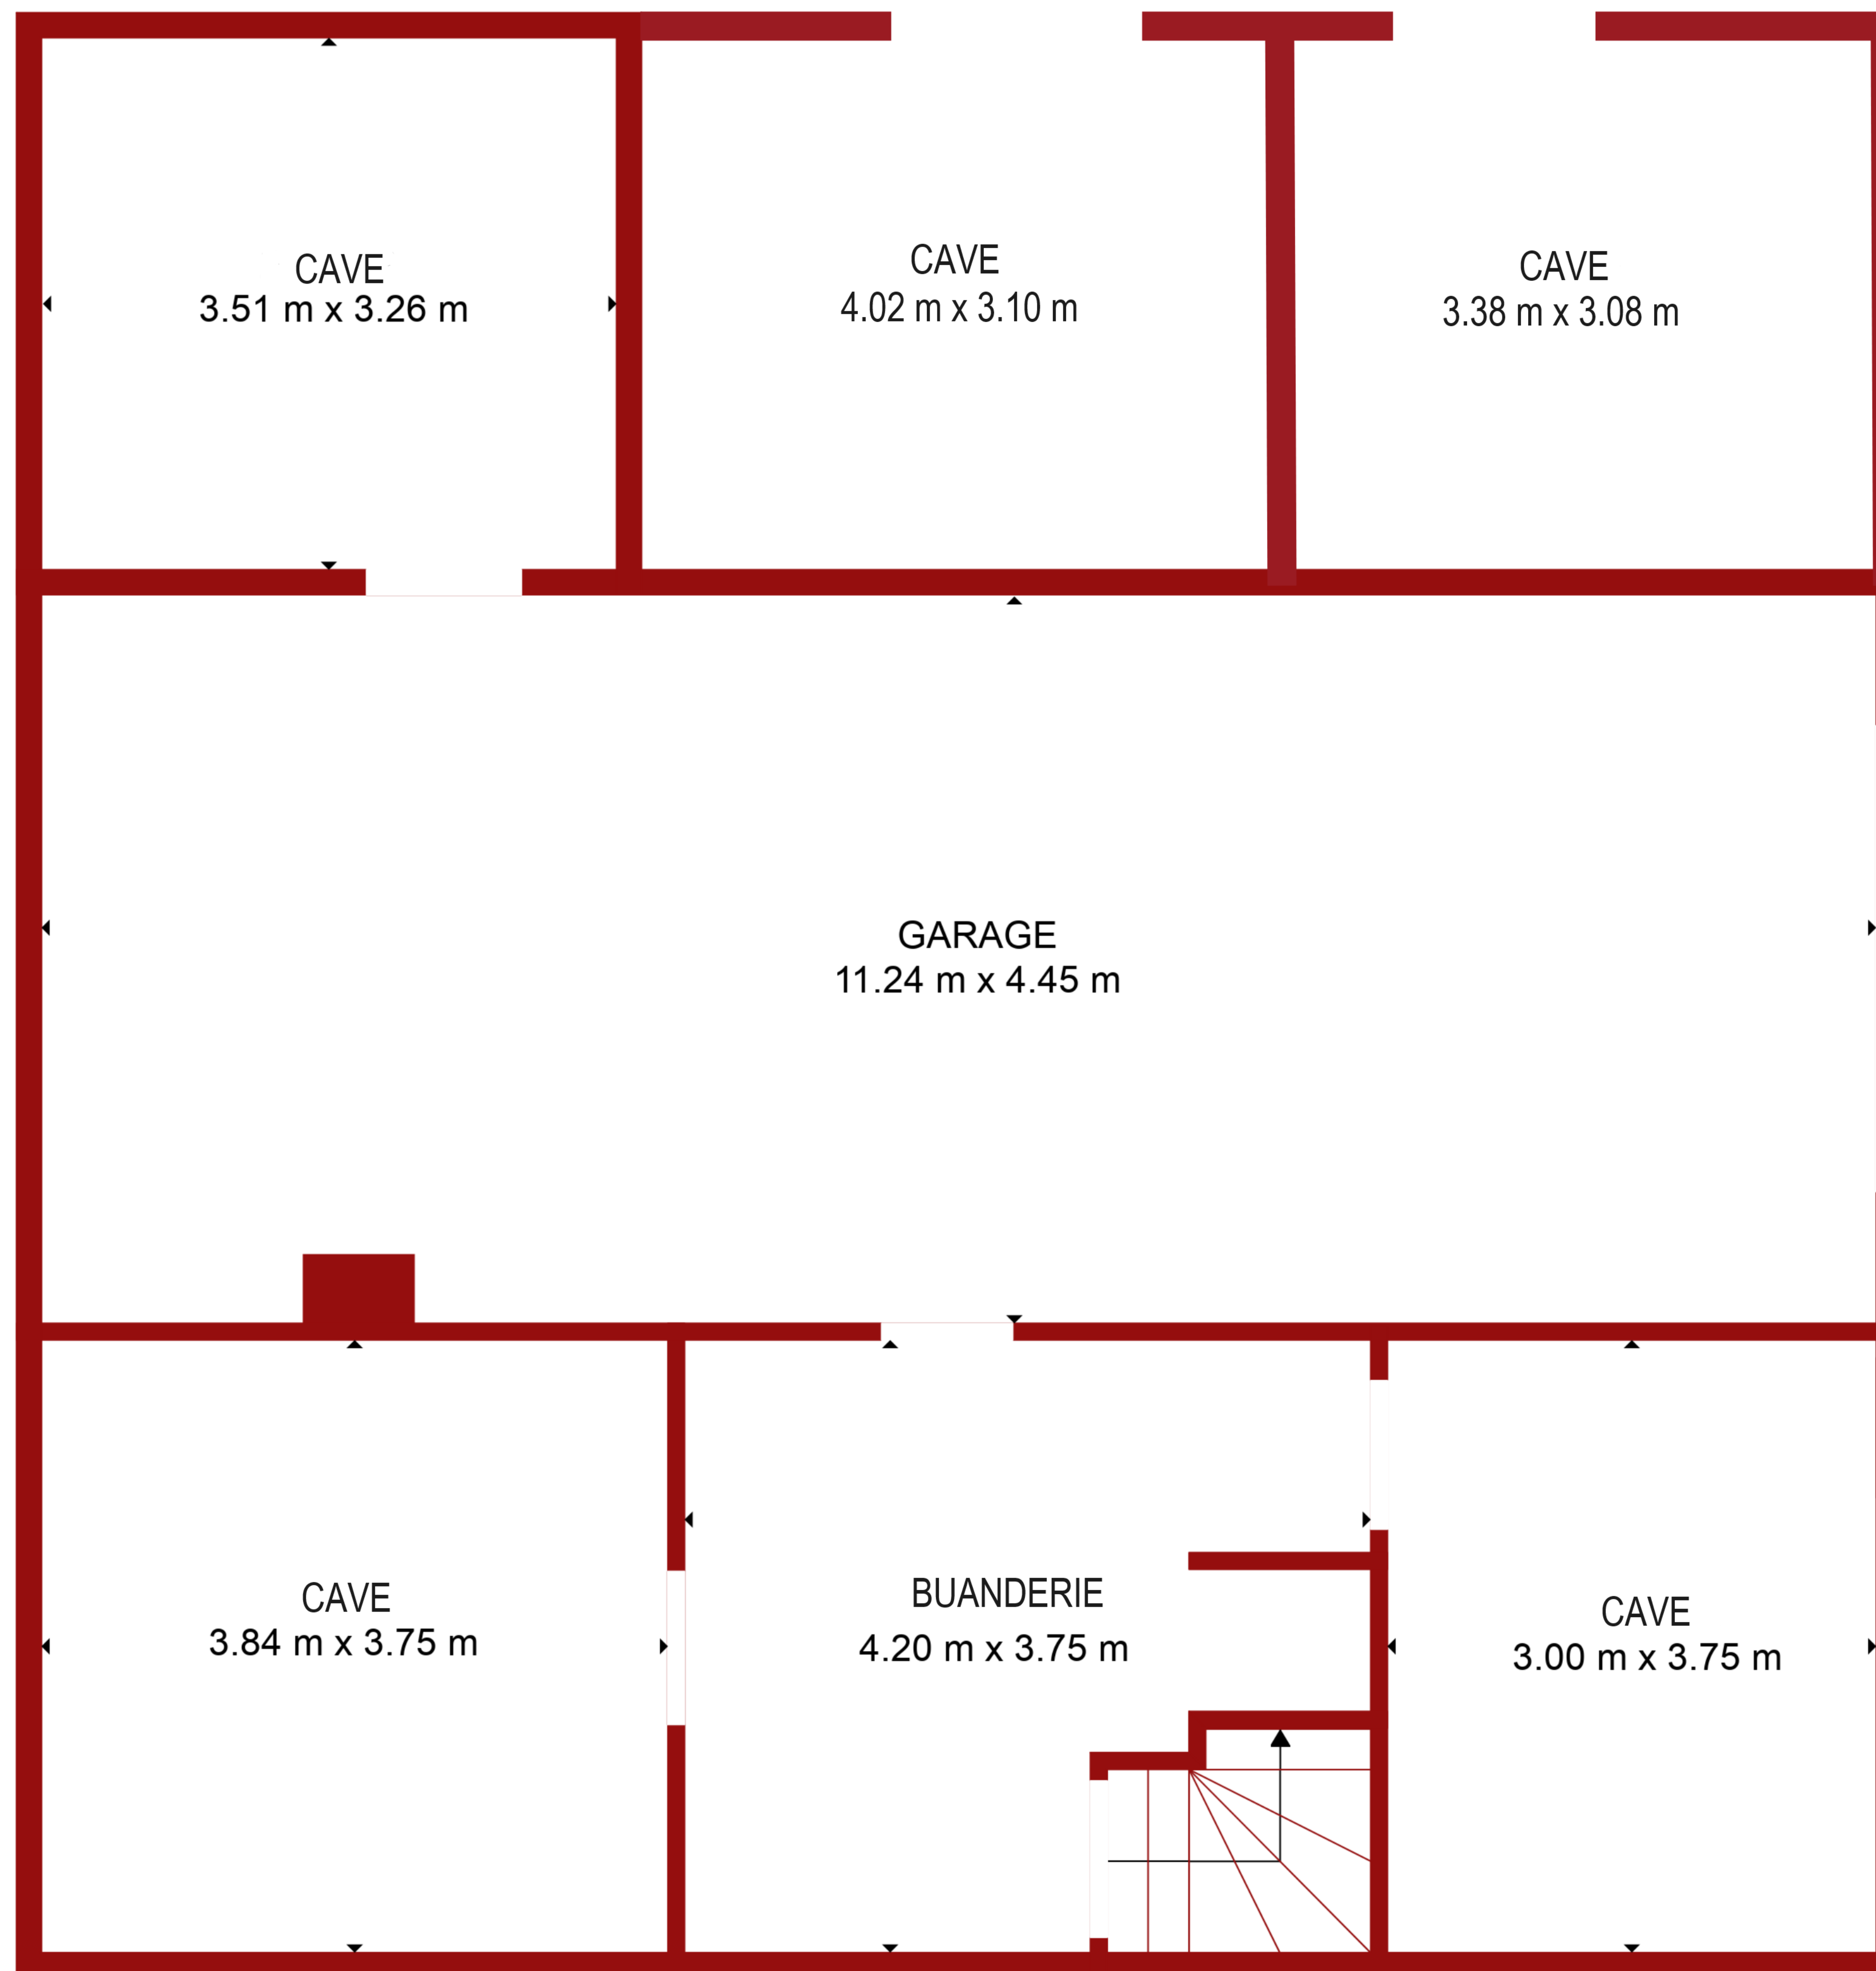 CAVE
3.51 m x 3.26 m
CAVE
4.02 m x 3.10 m
CAVE
3.38 m x 3.08 m
GARAGE
11.24 m x 4.45 m
CAVE
3.84 m x 3.75 m
BUANDERIE
4.20 m x 3.75 m
CAVE
3.00 m x 3.75 m